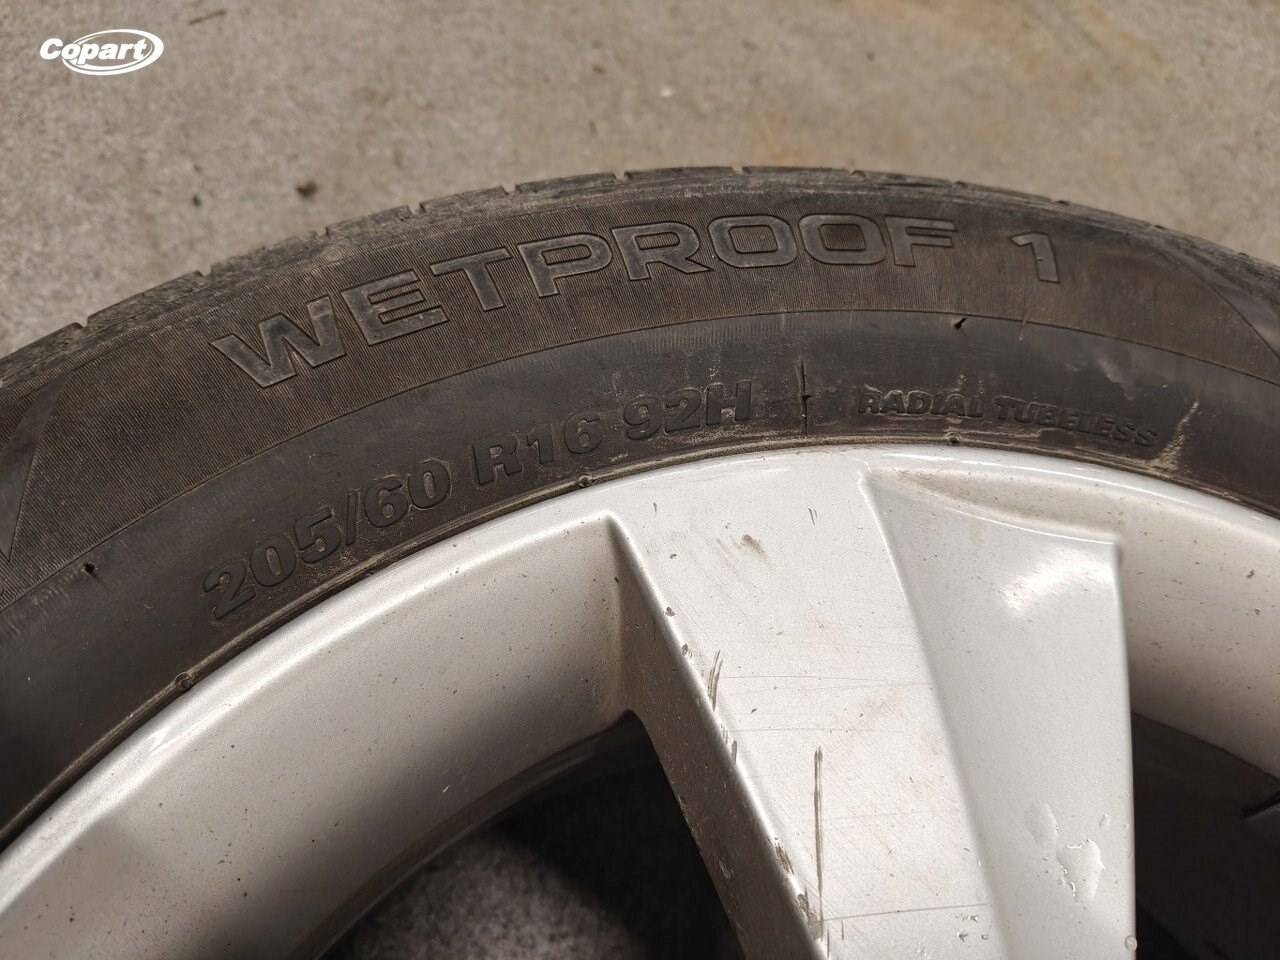 Copart
WETPROOF 1
205/60 R16 92H RADIAL TUBELESS